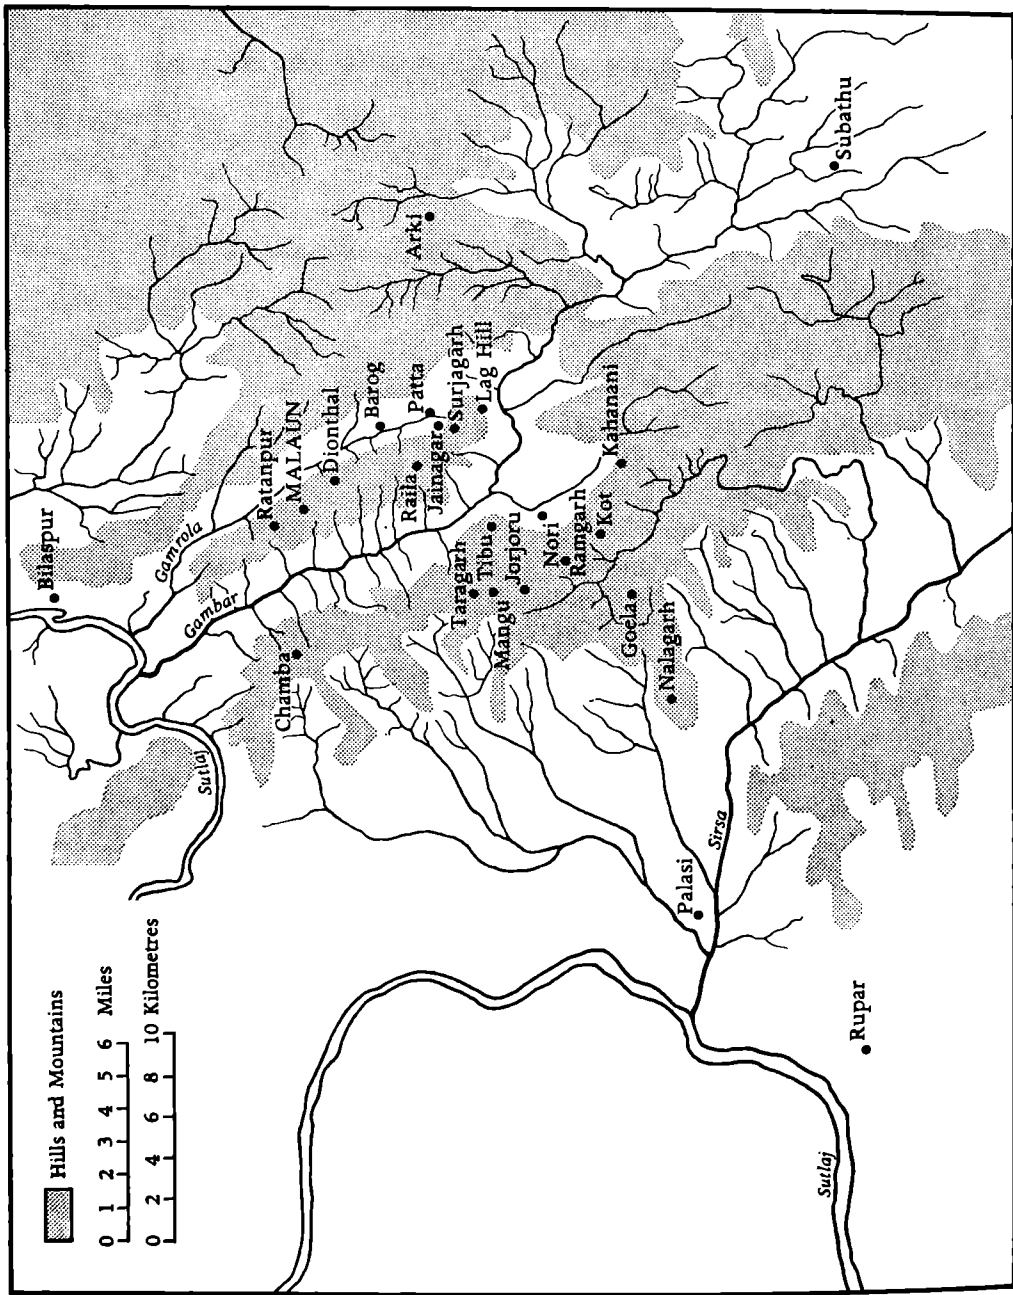 Hills and Mountains
0 1 2 3 4 5 6 Miles
0 2 4 6 8 10 Kilometres
Bilaspur
Gamrola
Gambar
Sutlaj
Chamba
Ratanpur
MALAUN
Dionthal
Barog
Patta
Raila
Jainagar
Surjagarh
Lag Hill
Arki
Subathu
Taragarh
Tibu
Mangu
Jorjoru
Nori
Ramgarh
Kot
Kahanani
Goela
Nalagarh
Sirsa
Palasi
Rupar
Sutlaj